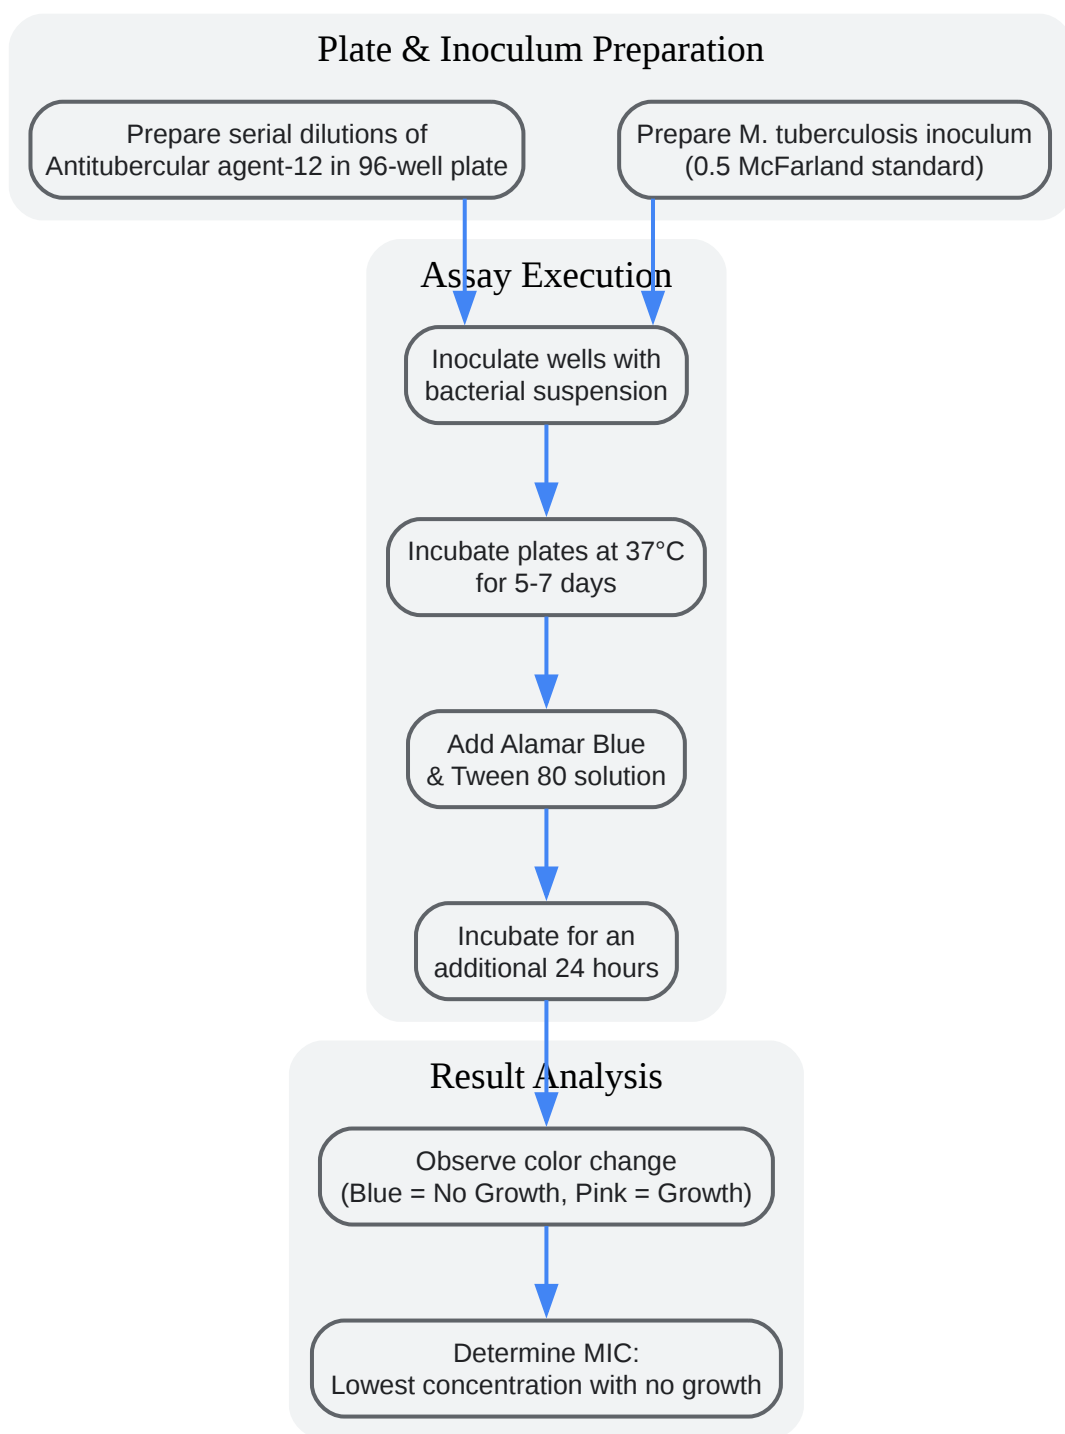 Plate & Inoculum Preparation
Prepare serial dilutions of
Antitubercular agent-12 in 96-well plate
Prepare M. tuberculosis inoculum
(0.5 McFarland standard)
Assay Execution
Inoculate wells with
bacterial suspension
Incubate plates at 37°C
for 5-7 days
Add Alamar Blue
& Tween 80 solution
Incubate for an
additional 24 hours
Result Analysis
Observe color change
(Blue = No Growth, Pink = Growth)
Determine MIC:
Lowest concentration with no growth